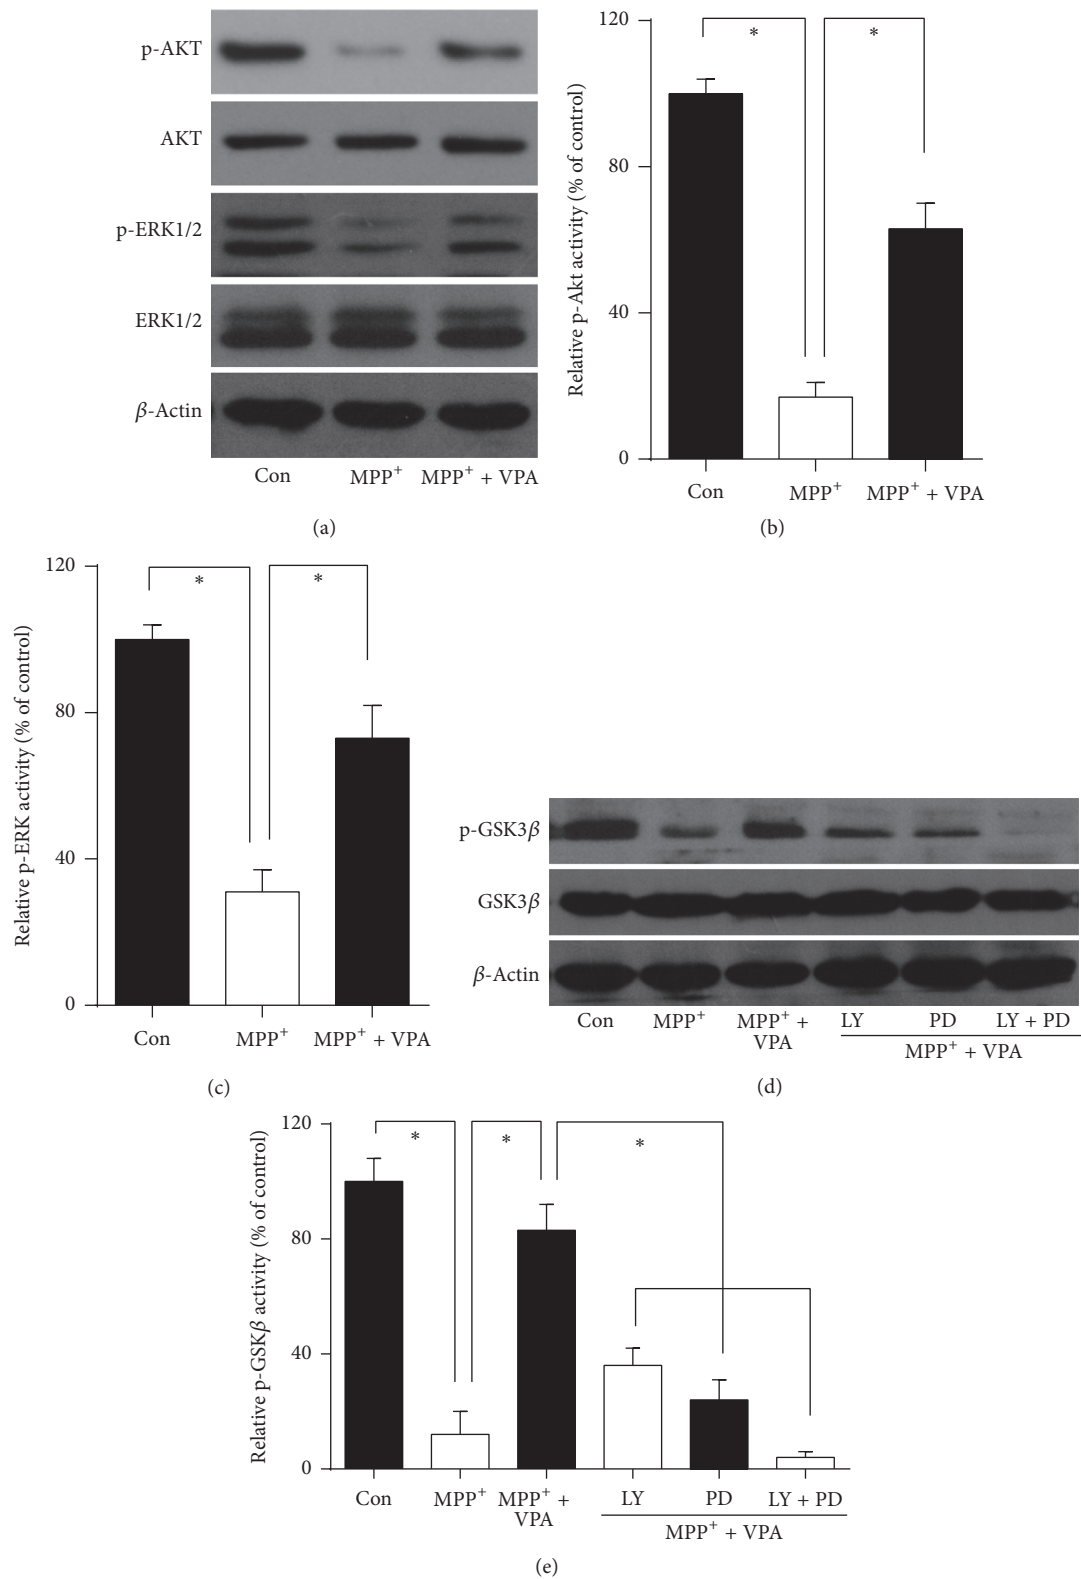 p-AKT
AKT
p-ERK1/2
ERK1/2
β-Actin
Con MPP⁺ MPP⁺ + VPA
(a)
Relative p-Akt activity (% of control)
120
80
40
0
* *
Con MPP⁺ MPP⁺ + VPA
(b)
Relative p-ERK activity (% of control)
120
80
40
0
* *
Con MPP⁺ MPP⁺ + VPA
(c)
p-GSK3β
GSK3β
β-Actin
Con MPP⁺ MPP⁺ +
VPA
LY PD LY + PD
MPP⁺ + VPA
(d)
Relative p-GSKβ activity (% of control)
120
80
40
0
* * *
Con MPP⁺ MPP⁺ +
VPA
LY PD LY + PD
MPP⁺ + VPA
(e)